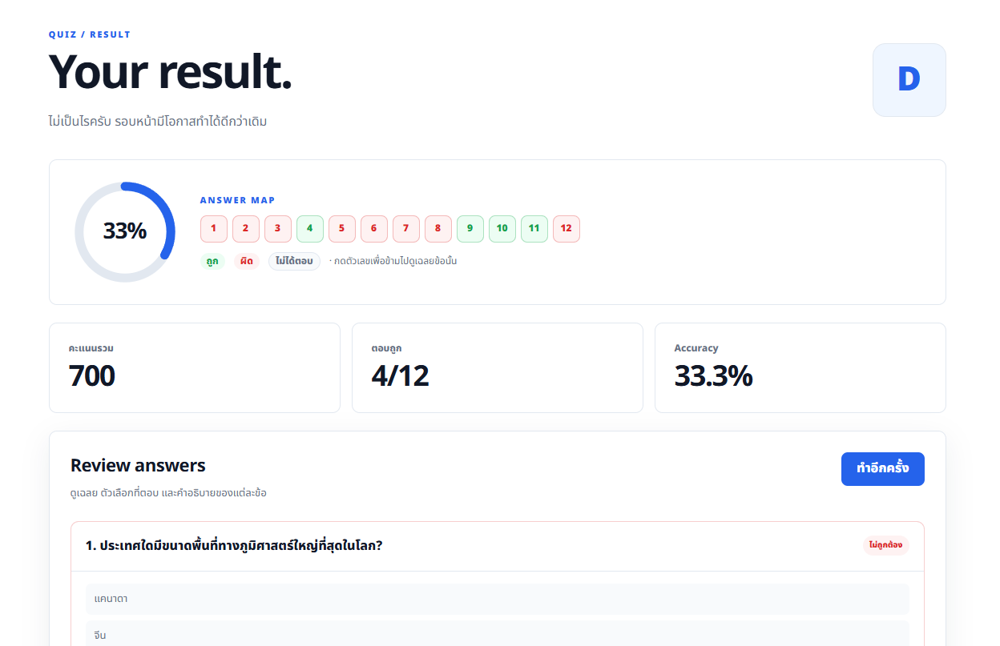 QUIZ / RESULT
Your result.
D
ไม่เป็นไรครับ รอบหน้ามีโอกาสทำได้ดีกว่าเดิม
33%
ANSWER MAP
1 2 3 4 5 6 7 8 9 10 11 12
ถูก ผิด ไม่ได้ตอบ · กดตัวเลขเพื่อข้ามไปดูเฉลยข้อนั้น
คะแนนรวม
700
ตอบถูก
4/12
Accuracy
33.3%
Review answers
ทำอีกครั้ง
ดูเฉลย ตัวเลือกที่ตอบ และคำอธิบายของแต่ละข้อ
1. ประเทศใดมีขนาดพื้นที่ทางภูมิศาสตร์ใหญ่ที่สุดในโลก?
ไม่ถูกต้อง
แคนาดา
จีน